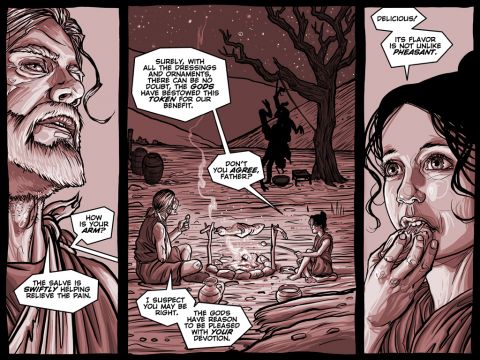 HOW IS
YOUR
ARM?
THE SALVE IS
SWIFTLY HELPING
RELIEVE THE PAIN.
SURELY, WITH
ALL THE DRESSINGS
AND ORNAMENTS,
THERE CAN BE NO
DOUBT, THE GODS
HAVE BESTOWED THIS
TOKEN FOR OUR
BENEFIT.
DON'T
YOU AGREE,
FATHER?
I SUSPECT
YOU MAY BE
RIGHT.
THE GODS
HAVE REASON
TO BE PLEASED
WITH YOUR
DEVOTION.
DELICIOUS!
ITS FLAVOR
IS NOT UNLIKE
PHEASANT.